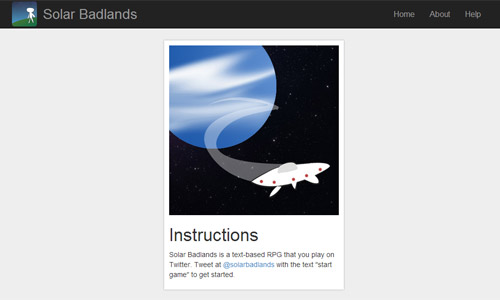 Solar Badlands
Home
About
Help
Instructions
Solar Badlands is a text-based RPG that you play on
Twitter. Tweet at @solarbadlands with the text "start
game" to get started.